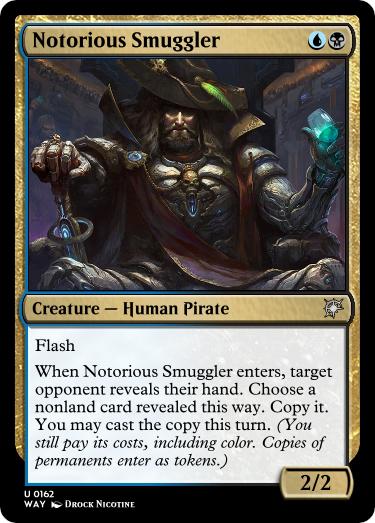 Notorious Smuggler
Creature — Human Pirate
Flash
When Notorious Smuggler enters, target
opponent reveals their hand. Choose a
nonland card revealed this way. Copy it.
You may cast the copy this turn. (You
still pay its costs, including color. Copies of
permanents enter as tokens.)
2/2
U 0162
WAY Drock Nicotine